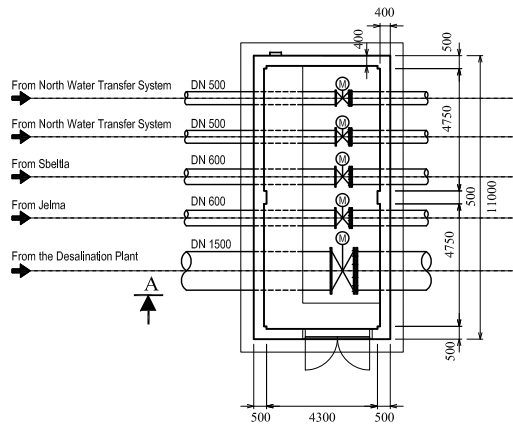 400
400
500
From North Water Transfer System
DN 500
M
4750
From North Water Transfer System
DN 500
M
From Sbeltla
DN 600
M
500
11000
From Jelma
DN 600
M
From the Desalination Plant
DN 1500
M
4750
A
500
500
4300
500